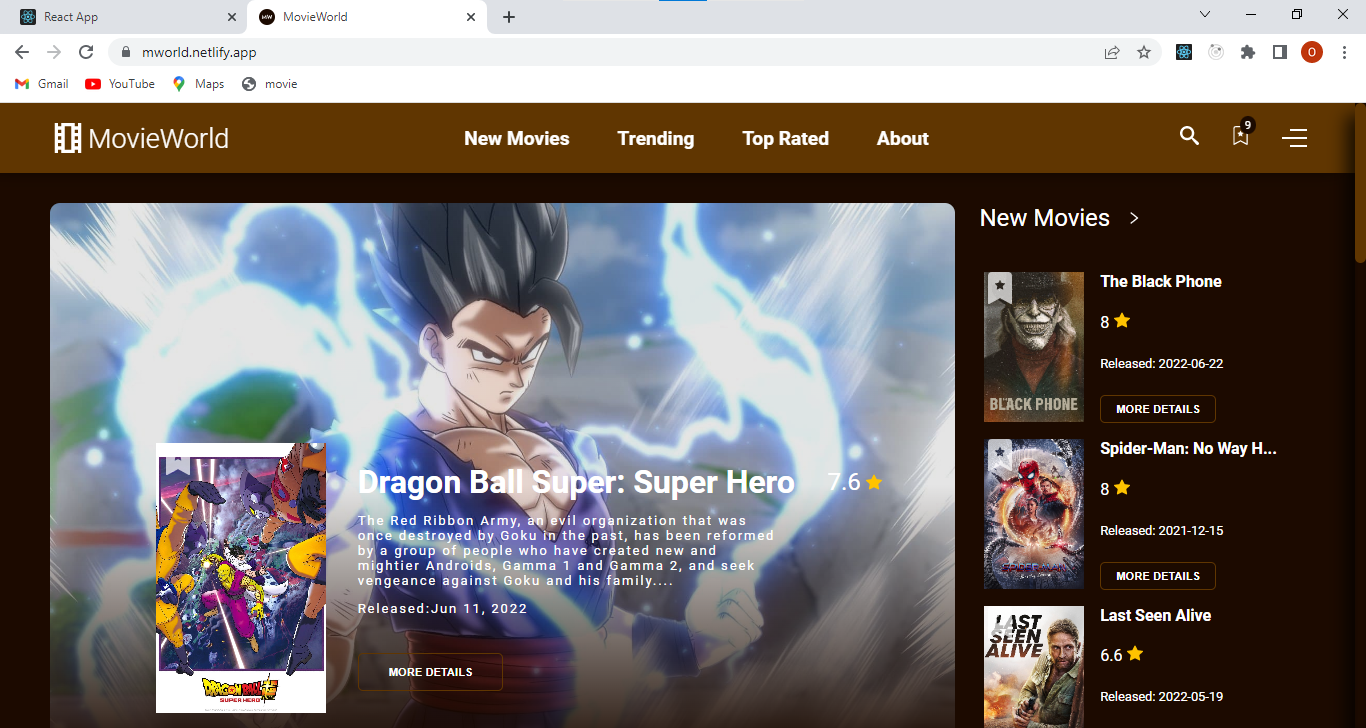 React App
MW MovieWorld
mworld.netlify.app
O
Gmail YouTube Maps movie
MovieWorld
New Movies Trending Top Rated About
9
Dragon Ball Super: Super Hero 7.6
The Red Ribbon Army, an evil organization that was
once destroyed by Goku in the past, has been reformed
by a group of people who have created new and
mightier Androids, Gamma 1 and Gamma 2, and seek
vengeance against Goku and his family....
Released:Jun 11, 2022
MORE DETAILS
DRAGONBALL
SUPER HERO
New Movies >
BLACK PHONE
The Black Phone
8
Released: 2022-06-22
MORE DETAILS
SPIDER-MAN
Spider-Man: No Way H...
8
Released: 2021-12-15
MORE DETAILS
LAST
SEEN
ALIVE
Last Seen Alive
6.6
Released: 2022-05-19